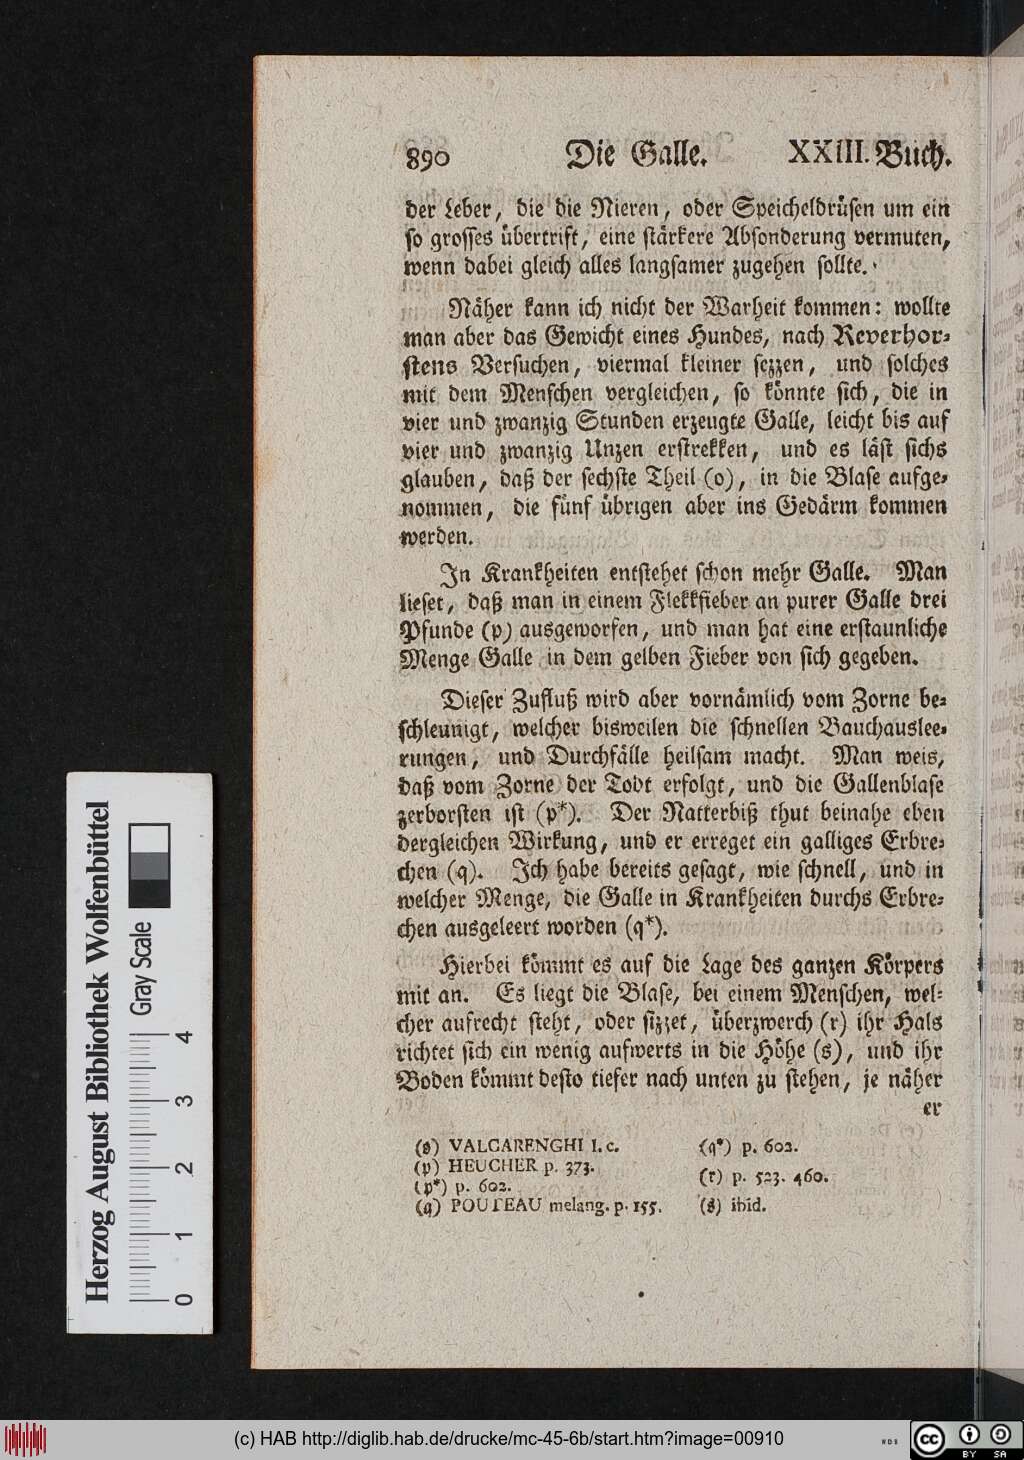 890 Die Galle. XXIII. Buch.
der Leber, die die Nieren, oder Speicheldrüsen um ein
so grosses übertrift, eine stärkere Absonderung vermuten,
wenn dabei gleich alles langsamer zugehen sollte.
Näher kann ich nicht der Warheit kommen: wollte
man aber das Gewicht eines Hundes, nach Reverhor-
stens Versuchen, viermal kleiner sezzen, und solches
mit dem Menschen vergleichen, so könnte sich, die in
vier und zwanzig Stunden erzeugte Galle, leicht bis auf
vier und zwanzig Unzen erstrekken, und es läst sichs
glauben, daß der sechste Theil (o), in die Blase aufge-
nommen, die fünf übrigen aber ins Gedärm kommen
werden.
In Krankheiten entstehet schon mehr Galle. Man
lieset, daß man in einem Flekkfieber an purer Galle drei
Pfunde (p) ausgeworfen, und man hat eine erstaunliche
Menge Galle in dem gelben Fieber von sich gegeben.
Dieser Zufluß wird aber vornämlich vom Zorne be-
schleunigt, welcher bisweilen die schnellen Bauchauslee-
rungen, und Durchfälle heilsam macht. Man weis,
daß vom Zorne der Todt erfolgt, und die Gallenblase
zerborsten ist (p*). Der Natterbiß thut beinahe eben
dergleichen Wirkung, und er erreget ein galliges Erbre-
chen (q). Ich habe bereits gesagt, wie schnell, und in
welcher Menge, die Galle in Krankheiten durchs Erbre-
chen ausgeleert worden (q*).
Hierbei kömmt es auf die Lage des ganzen Körpers
mit an. Es liegt die Blase, bei einem Menschen, wel-
cher aufrecht steht, oder sizzet, überzwerch (r) ihr Hals
richtet sich ein wenig aufwerts in die Höhe (s), und ihr
Boden kömmt desto tiefer nach unten zu stehen, je näher
er
(o) VALCARENGHI l. c.
(p) HEUCHER p. 373.
(p*) p. 602.
(q) POUTEAU melang. p. 155.
(q*) p. 602.
(r) p. 523. 460.
(s) ibid.
Herzog August Bibliothek Wolfenbüttel
Gray Scale
0 1 2 3 4
(c) HAB http://diglib.hab.de/drucke/mc-45-6b/start.htm?image=00910
cc BY SA